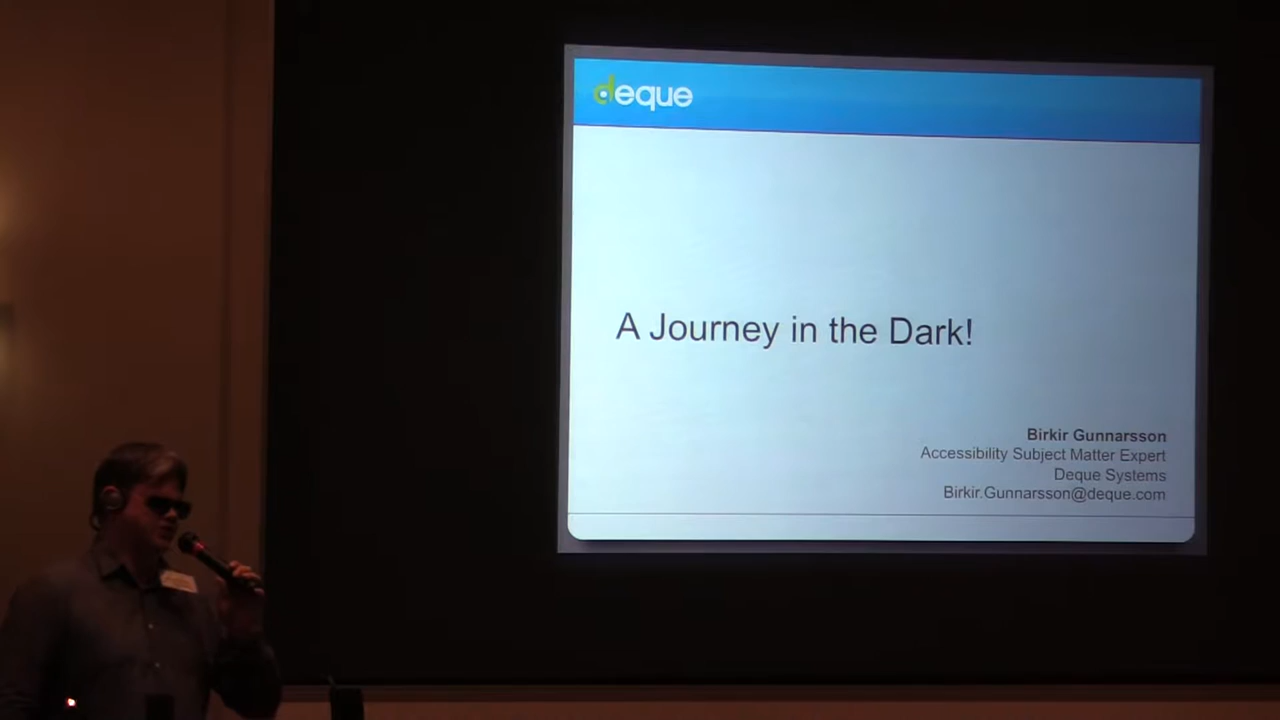 deque
A Journey in the Dark!
Birkir Gunnarsson
Accessibility Subject Matter Expert
Deque Systems
Birkir.Gunnarsson@deque.com